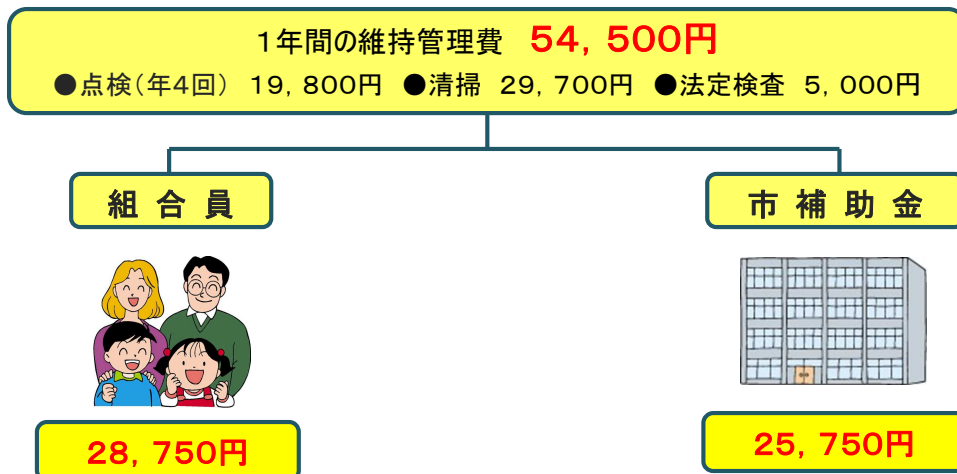 1年間の維持管理費 54,500円
●点検(年4回) 19,800円 ●清掃 29,700円 ●法定検査 5,000円
組合員
市補助金
28,750円
25,750円